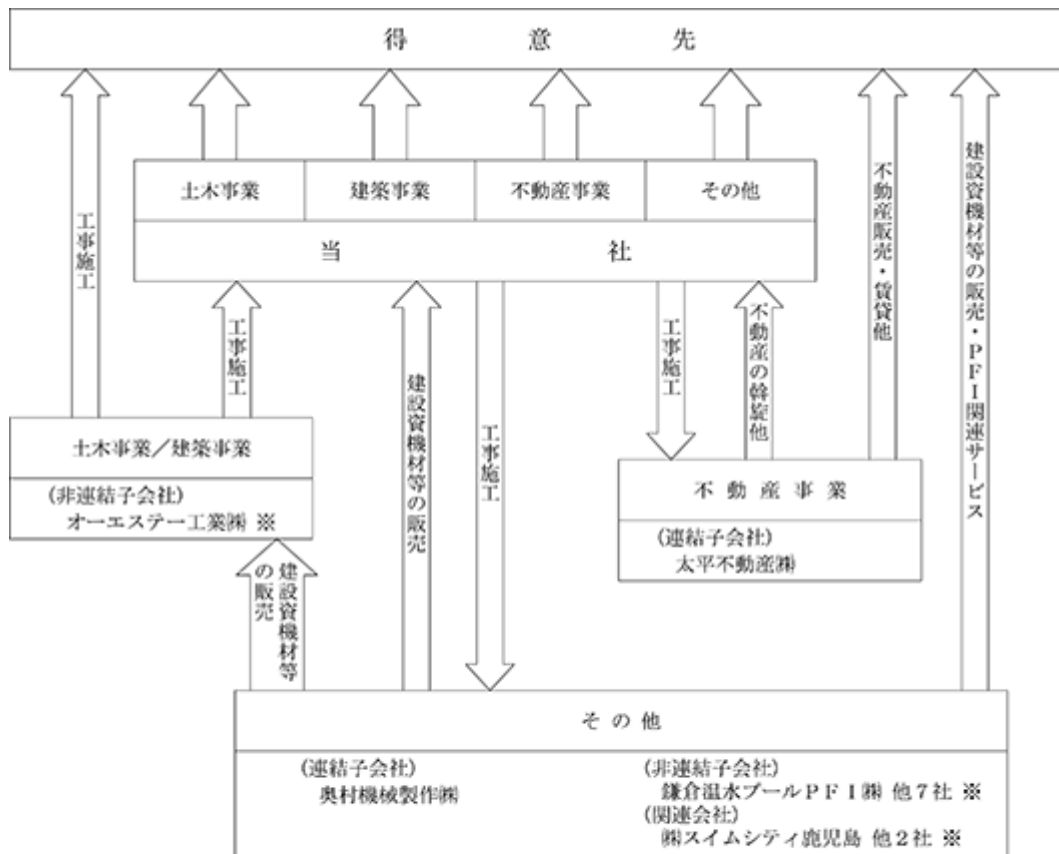 得意先
土木事業
建築事業
不動産事業
その他
当社
工事施工
工事施工
建設資機材等の販売
工事施工
工事施工
不動産の斡旋他
不動産販売・賃貸他
建設資機材等の販売・PFI関連サービス
土木事業／建築事業
(非連結子会社)
オーエステー工業㈱ ※
不動産事業
(連結子会社)
太平不動産㈱
建設資機材等
の販売
その他
(連結子会社)
奥村機械製作㈱
(非連結子会社)
鎌倉温水プールＰＦＩ㈱ 他７社 ※
(関連会社)
㈱スイムシティ鹿児島 他２社 ※